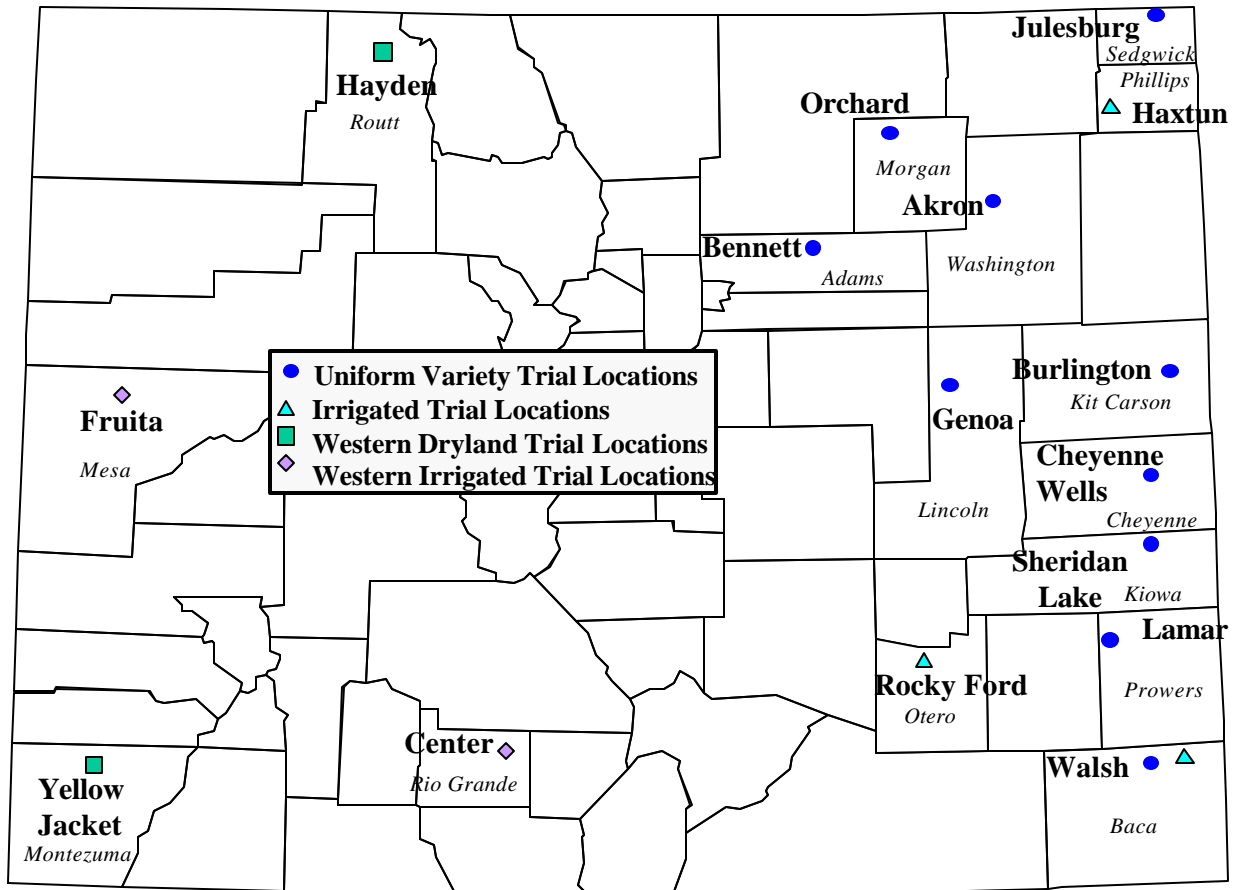 Julesburg
Sedgwick
Phillips
Haxtun
Hayden
Routt
Orchard
Morgan
Akron
Bennett
Adams
Washington
Uniform Variety Trial Locations
Irrigated Trial Locations
Western Dryland Trial Locations
Western Irrigated Trial Locations
Fruita
Mesa
Burlington
Kit Carson
Genoa
Lincoln
Cheyenne
Wells
Cheyenne
Sheridan
Lake
Kiowa
Lamar
Prowers
Rocky Ford
Otero
Center
Rio Grande
Walsh
Baca
Yellow
Jacket
Montezuma